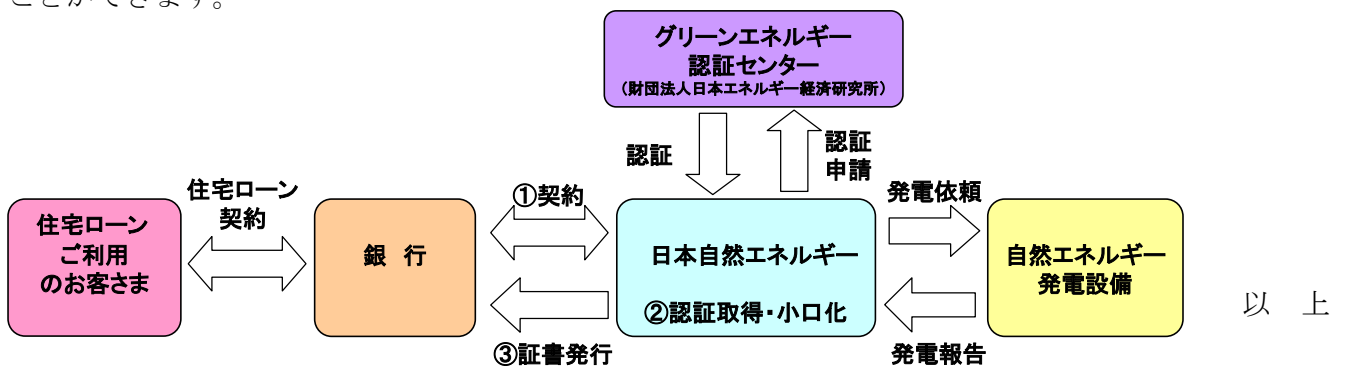 ことができます。
グリーンエネルギー
認証センター
（財団法人日本エネルギー経済研究所）
認証
認証
申請
住宅ローン
契約
①契約
発電依頼
住宅ローン
ご利用
のお客さま
銀 行
日本自然エネルギー
②認証取得・小口化
自然エネルギー
発電設備
③証書発行
発電報告
以 上